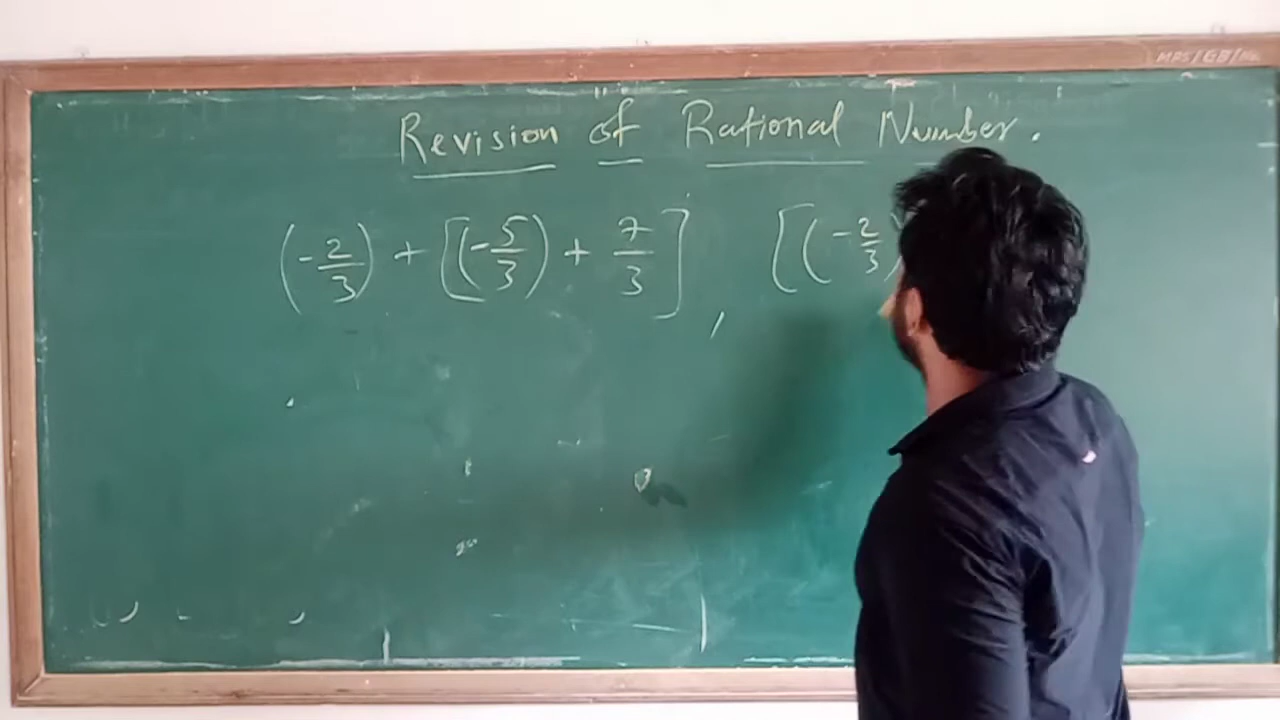 Revision of Rational Number.
(-2/3) + [(-5/3) + 7/3] , [(-2/3)